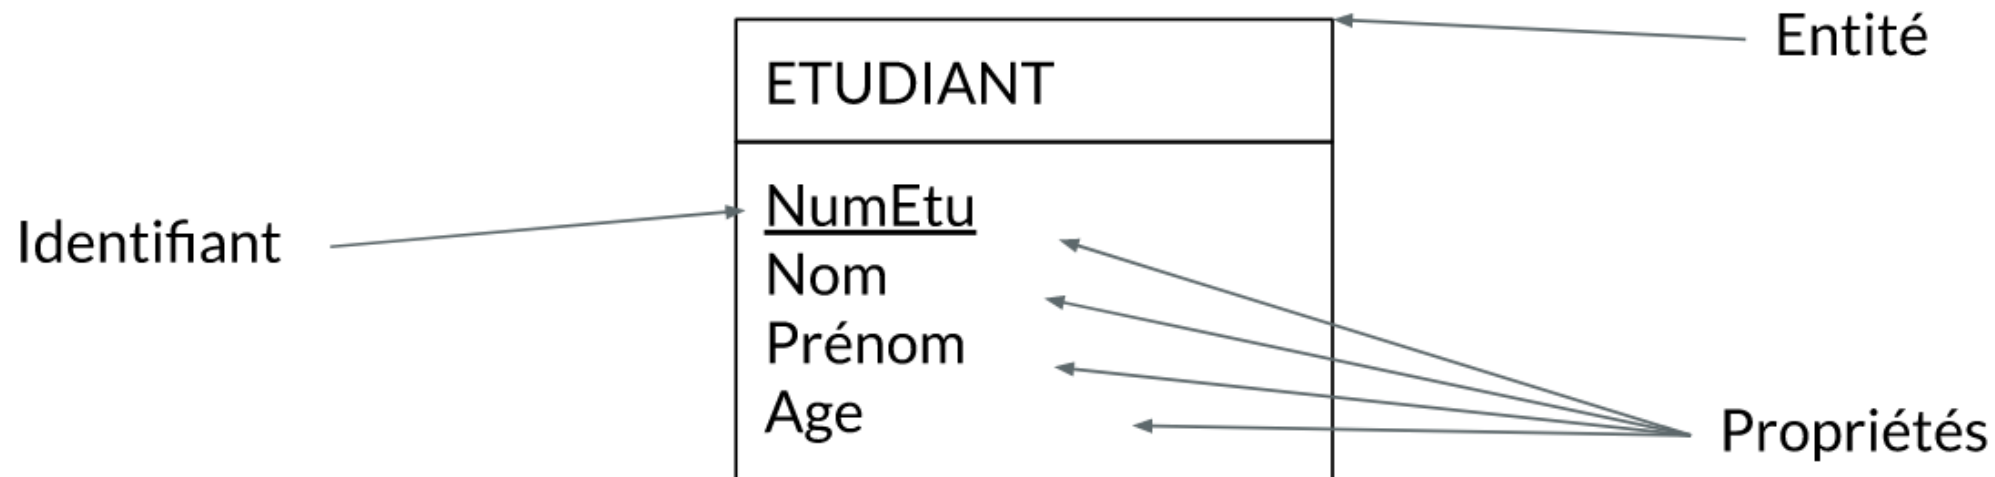 Entité
ETUDIANT
Identifiant
NumEtu
Nom
Prénom
Age
Propriétés